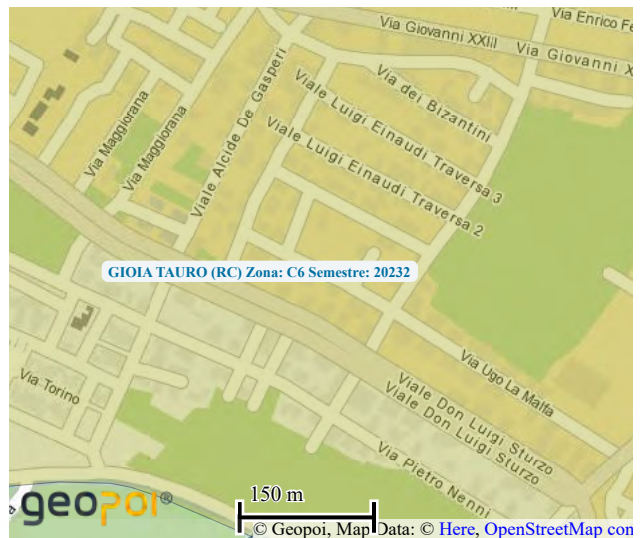 Via Enrico Fe
Via Giovanni XXIII
Via Giovanni X
Via dei Bizantini
Viale Alcide De Gasperi
Viale Luigi Einaudi Traversa 3
Via Maggiorana
Via Maggiorana
Viale Luigi Einaudi Traversa 2
GIOIA TAURO (RC) Zona: C6 Semestre: 20232
Via Ugo La Malfa
Via Torino
Viale Don Luigi Sturzo
Viale Don Luigi Sturzo
Via Pietro Nenni
geopoi®
150 m
© Geopoi, Map Data: © Here, OpenStreetMap con